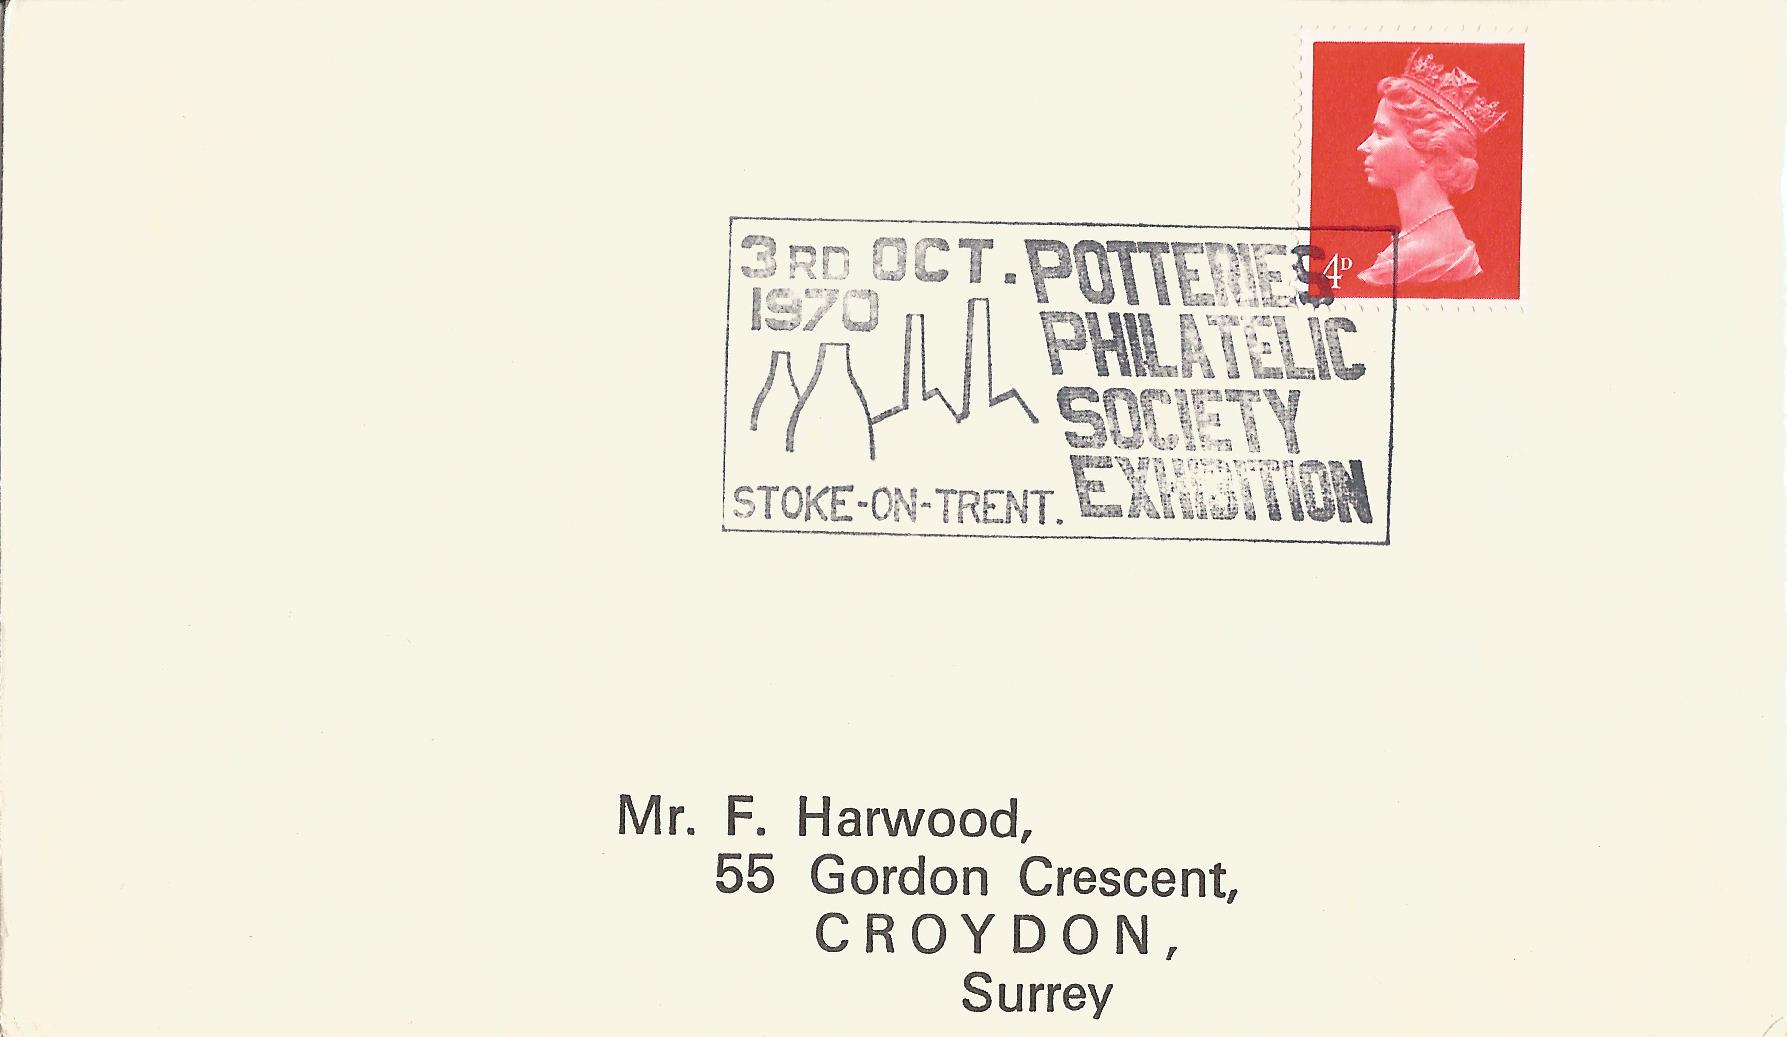 4D
3RD OCT.
1970
POTTERIES
PHILATELIC
SOCIETY
EXHIBITION
STOKE-ON-TRENT.
Mr. F. Harwood,
55 Gordon Crescent,
CROYDON,
Surrey